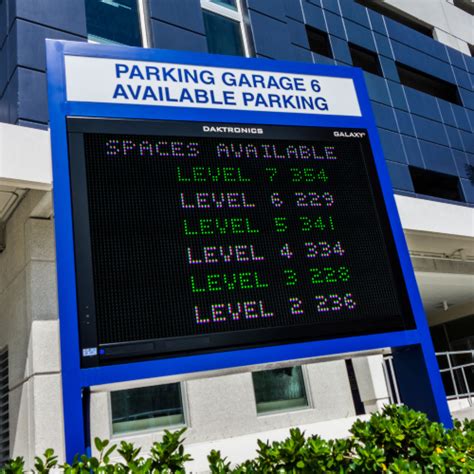 PARKING GARAGE 6
AVAILABLE PARKING
DAKTRONICS GALAXY
SPACES AVAILABLE
LEVEL 7 354
LEVEL 6 229
LEVEL 5 341
LEVEL 4 334
LEVEL 3 228
LEVEL 2 236